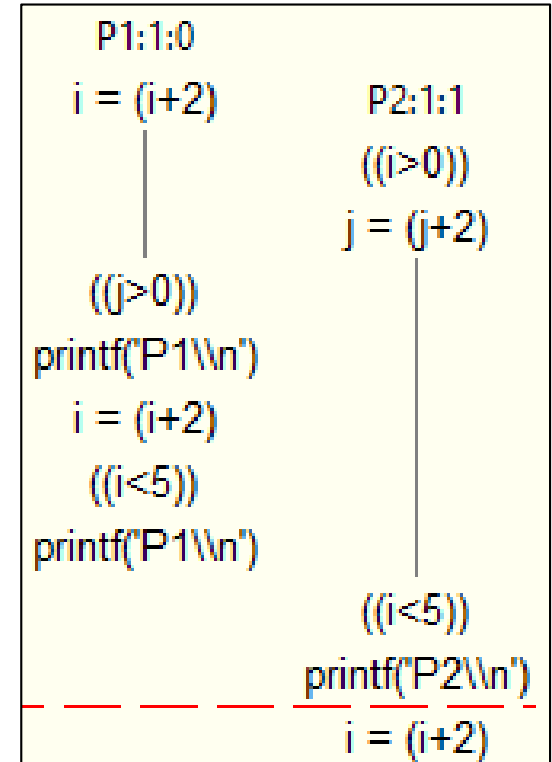 P1:1:0
i = (i+2)
P2:1:1
((i>0))
j = (j+2)
((j>0))
printf('P1\\n')
i = (i+2)
((i<5))
printf('P1\\n')
((i<5))
printf('P2\\n')
i = (i+2)